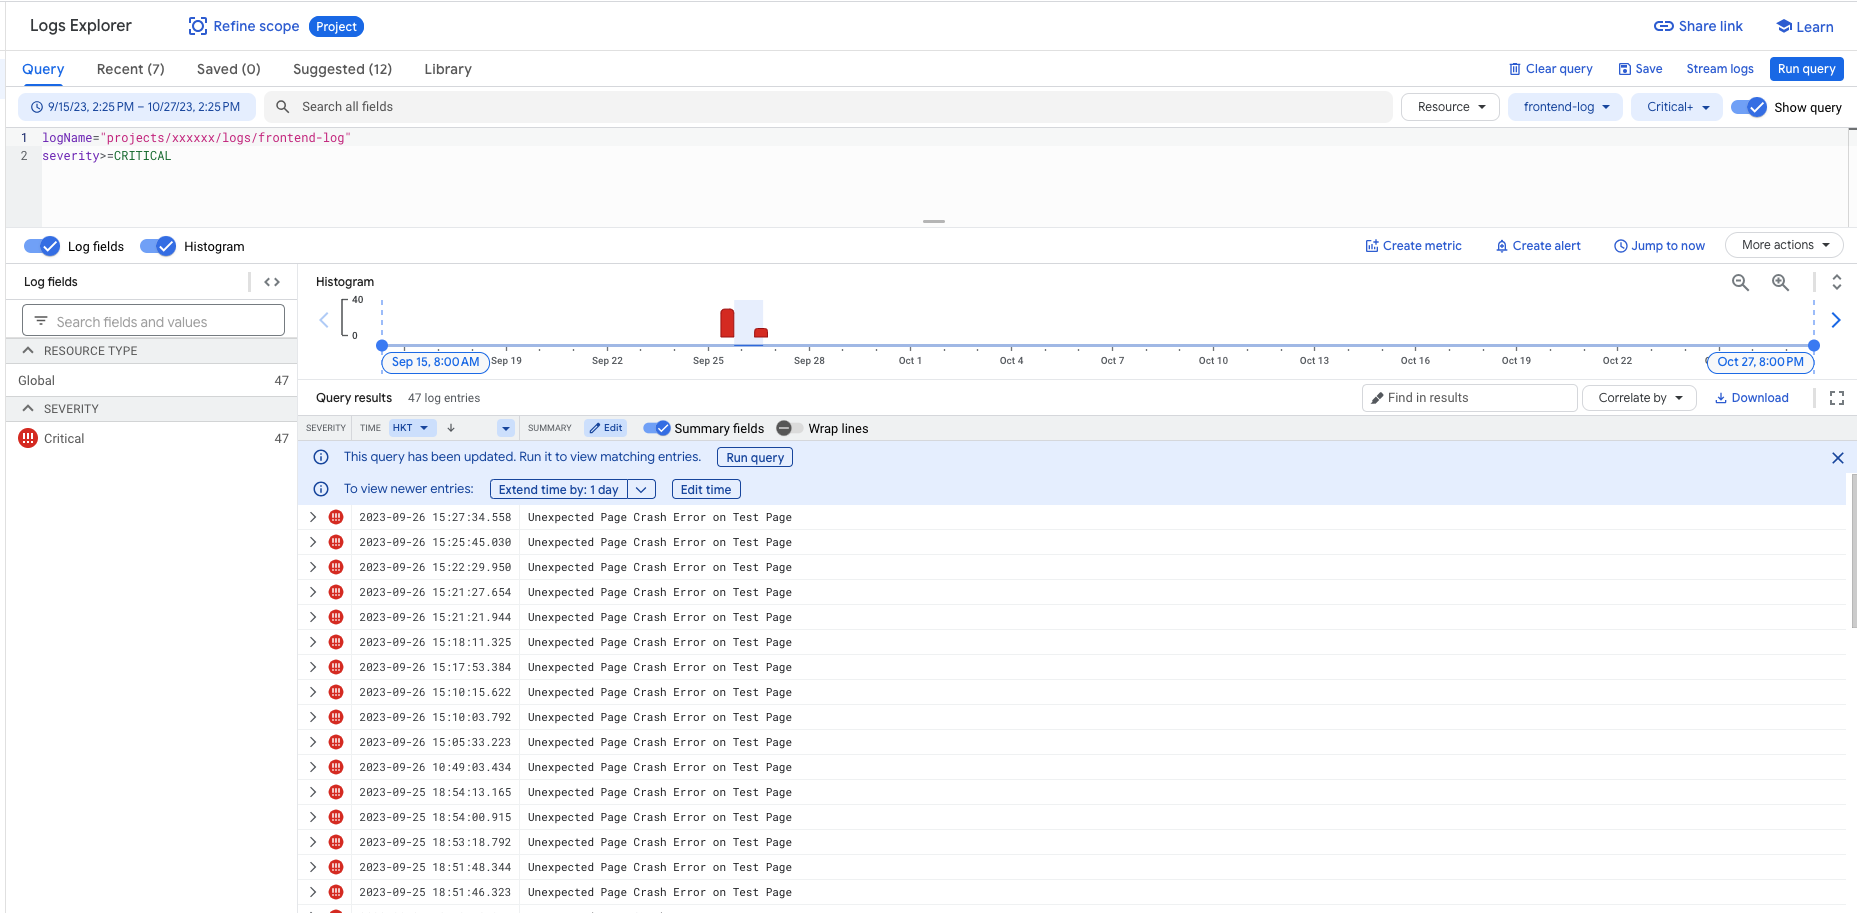 Logs Explorer
Refine scope
Project
Share link
Learn
Query
Recent (7)
Saved (0)
Suggested (12)
Library
Clear query
Save
Stream logs
Run query
9/15/23, 2:25 PM – 10/27/23, 2:25 PM
Search all fields
Resource
frontend-log
Critical+
Show query
1 logName="projects/xxxxxx/logs/frontend-log"
2 severity>=CRITICAL
Log fields
Histogram
Create metric
Create alert
Jump to now
More actions
Log fields
Search fields and values
RESOURCE TYPE
Global 47
SEVERITY
Critical 47
Histogram
40
0
Sep 15, 8:00 AM
Sep 19
Sep 22
Sep 25
Sep 28
Oct 1
Oct 4
Oct 7
Oct 10
Oct 13
Oct 16
Oct 19
Oct 22
Oct 27, 8:00 PM
Query results
47 log entries
Find in results
Correlate by
Download
SEVERITY
TIME
HKT
SUMMARY
Edit
Summary fields
Wrap lines
This query has been updated. Run it to view matching entries.
Run query
To view newer entries:
Extend time by: 1 day
Edit time
2023-09-26 15:27:34.558 Unexpected Page Crash Error on Test Page
2023-09-26 15:25:45.030 Unexpected Page Crash Error on Test Page
2023-09-26 15:22:29.950 Unexpected Page Crash Error on Test Page
2023-09-26 15:21:27.654 Unexpected Page Crash Error on Test Page
2023-09-26 15:21:21.944 Unexpected Page Crash Error on Test Page
2023-09-26 15:18:11.325 Unexpected Page Crash Error on Test Page
2023-09-26 15:17:53.384 Unexpected Page Crash Error on Test Page
2023-09-26 15:10:15.622 Unexpected Page Crash Error on Test Page
2023-09-26 15:10:03.792 Unexpected Page Crash Error on Test Page
2023-09-26 15:05:33.223 Unexpected Page Crash Error on Test Page
2023-09-26 10:49:03.434 Unexpected Page Crash Error on Test Page
2023-09-25 18:54:13.165 Unexpected Page Crash Error on Test Page
2023-09-25 18:54:00.915 Unexpected Page Crash Error on Test Page
2023-09-25 18:53:18.792 Unexpected Page Crash Error on Test Page
2023-09-25 18:51:48.344 Unexpected Page Crash Error on Test Page
2023-09-25 18:51:46.323 Unexpected Page Crash Error on Test Page